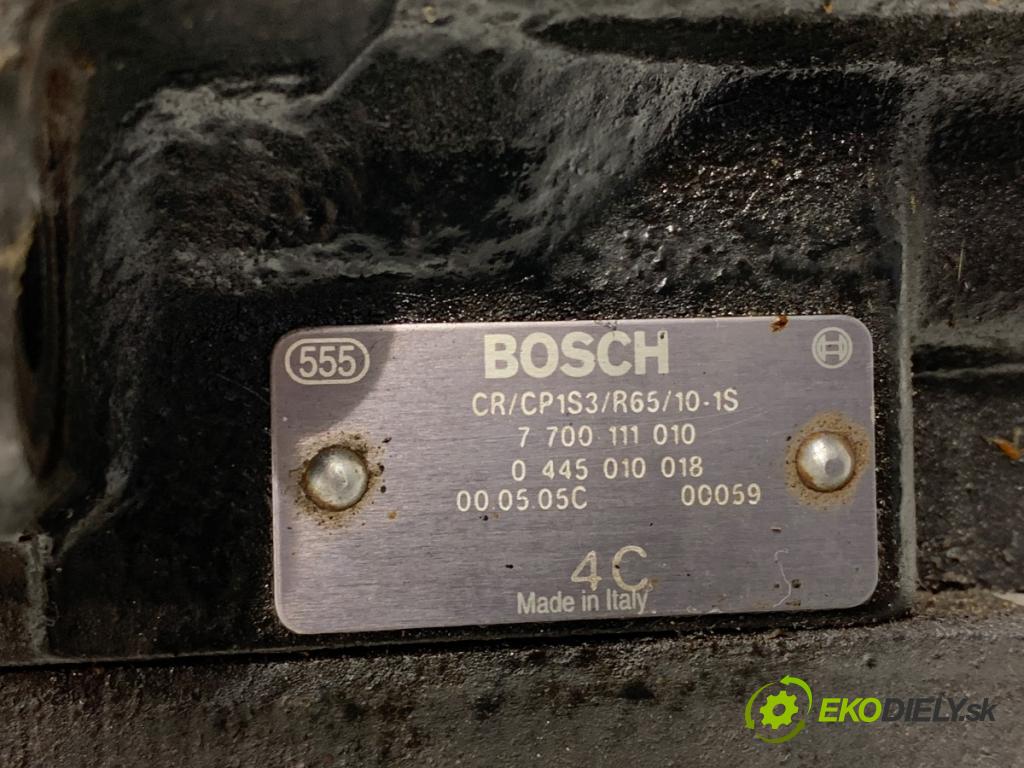 555 BOSCH
CR/CP1S3/R65/10-1S
7 700 111 010
0 445 010 018
00.05.05C 00059
4C
Made in Italy
EKODIELY.sk